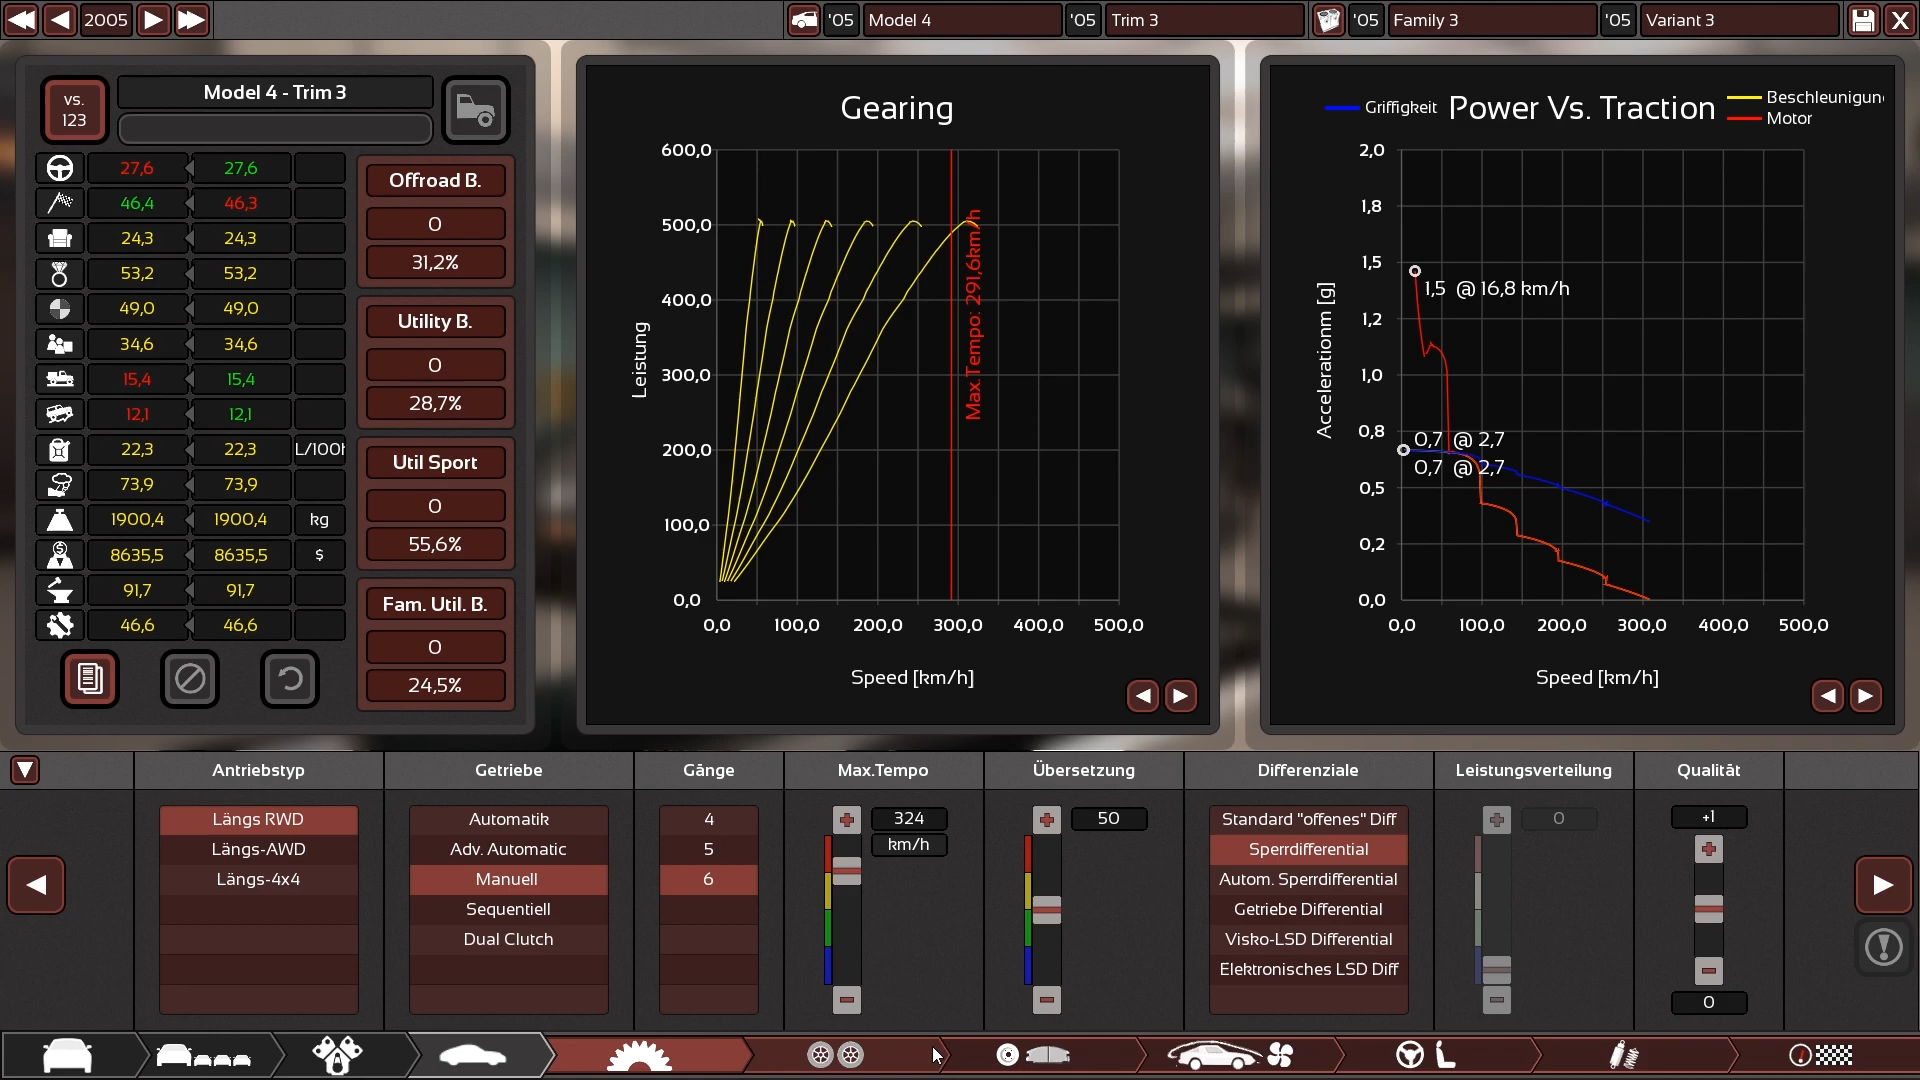 2005
'05
Model 4
'05
Trim 3
'05
Family 3
'05
Variant 3
X
vs.
123
Model 4 - Trim 3
27,6 27,6
46,4 46,3
24,3 24,3
53,2 53,2
49,0 49,0
34,6 34,6
15,4 15,4
12,1 12,1
22,3 22,3 L/100
73,9 73,9
1900,4 1900,4 kg
8635,5 8635,5 $
91,7 91,7
46,6 46,6
Offroad B.
0
31,2%
Utility B.
0
28,7%
Util Sport
0
55,6%
Fam. Util. B.
0
24,5%
Gearing
600,0
500,0
400,0
300,0
200,0
100,0
0,0
Leistung
Max.Tempo: 291,6km/h
0,0 100,0 200,0 300,0 400,0 500,0
Speed [km/h]
Griffigkeit
Power Vs. Traction
Beschleunigun
Motor
2,0
1,8
1,5
1,2
1,0
0,8
0,5
0,2
0,0
Accelerationm [g]
1,5 @ 16,8 km/h
0,7 @ 2,7
0,7 @ 2,7
0,0 100,0 200,0 300,0 400,0 500,0
Speed [km/h]
Antriebstyp
Längs RWD
Längs-AWD
Längs-4x4
Getriebe
Automatik
Adv. Automatic
Manuell
Sequentiell
Dual Clutch
Gänge
4
5
6
Max.Tempo
324
km/h
Übersetzung
50
Differenziale
Standard "offenes" Diff
Sperrdifferential
Autom. Sperrdifferential
Getriebe Differential
Visko-LSD Differential
Elektronisches LSD Diff
Leistungsverteilung
0
Qualität
+1
0